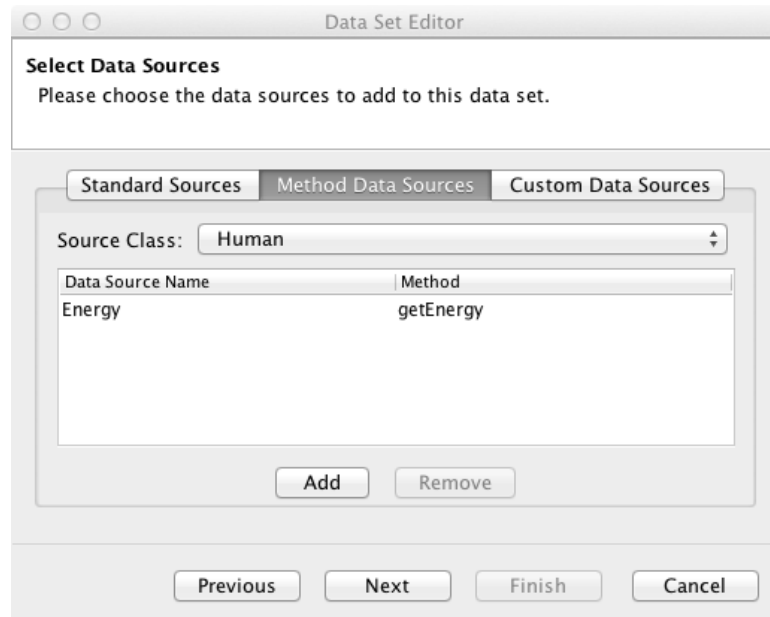 Data Set Editor
Select Data Sources
Please choose the data sources to add to this data set.
Standard Sources Method Data Sources Custom Data Sources
Source Class: Human
Data Source Name Method
Energy getEnergy
Add Remove
Previous Next Finish Cancel